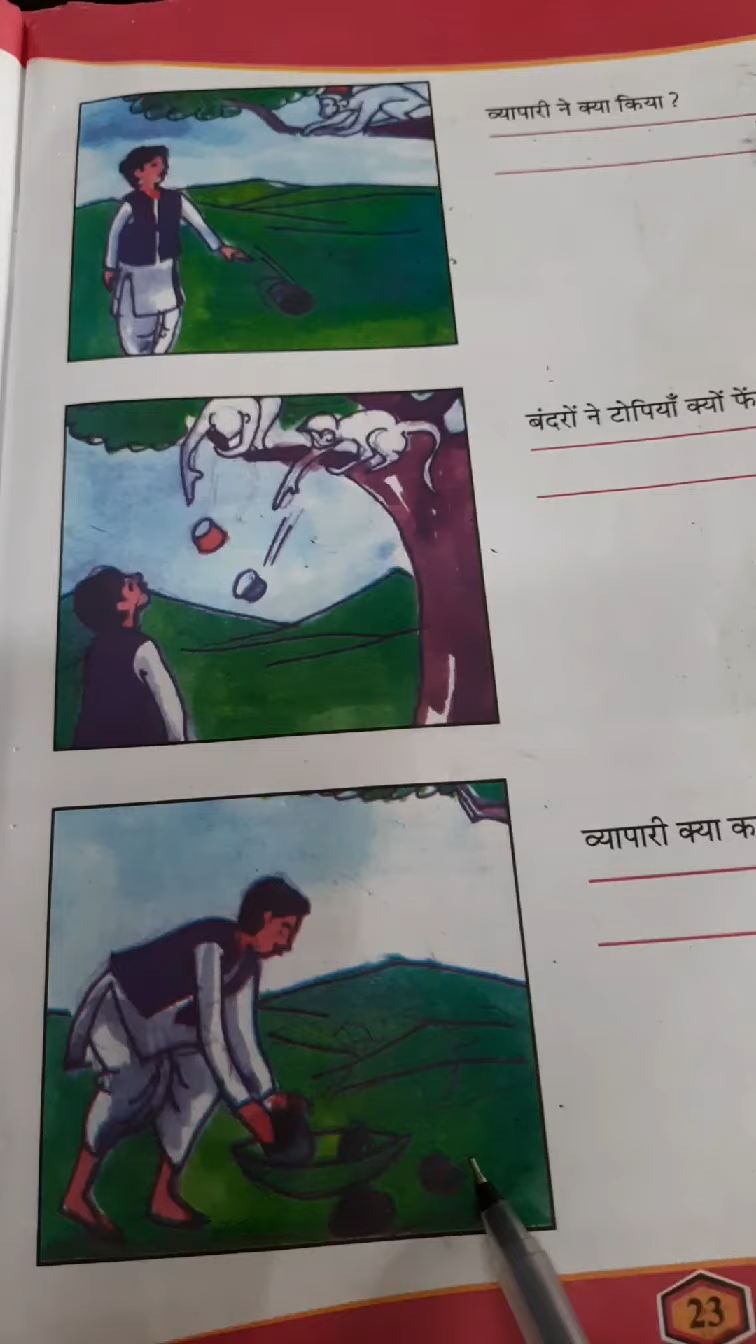 व्यापारी ने क्या किया ?
बंदरों ने टोपियाँ क्यों
व्यापारी क्या
23